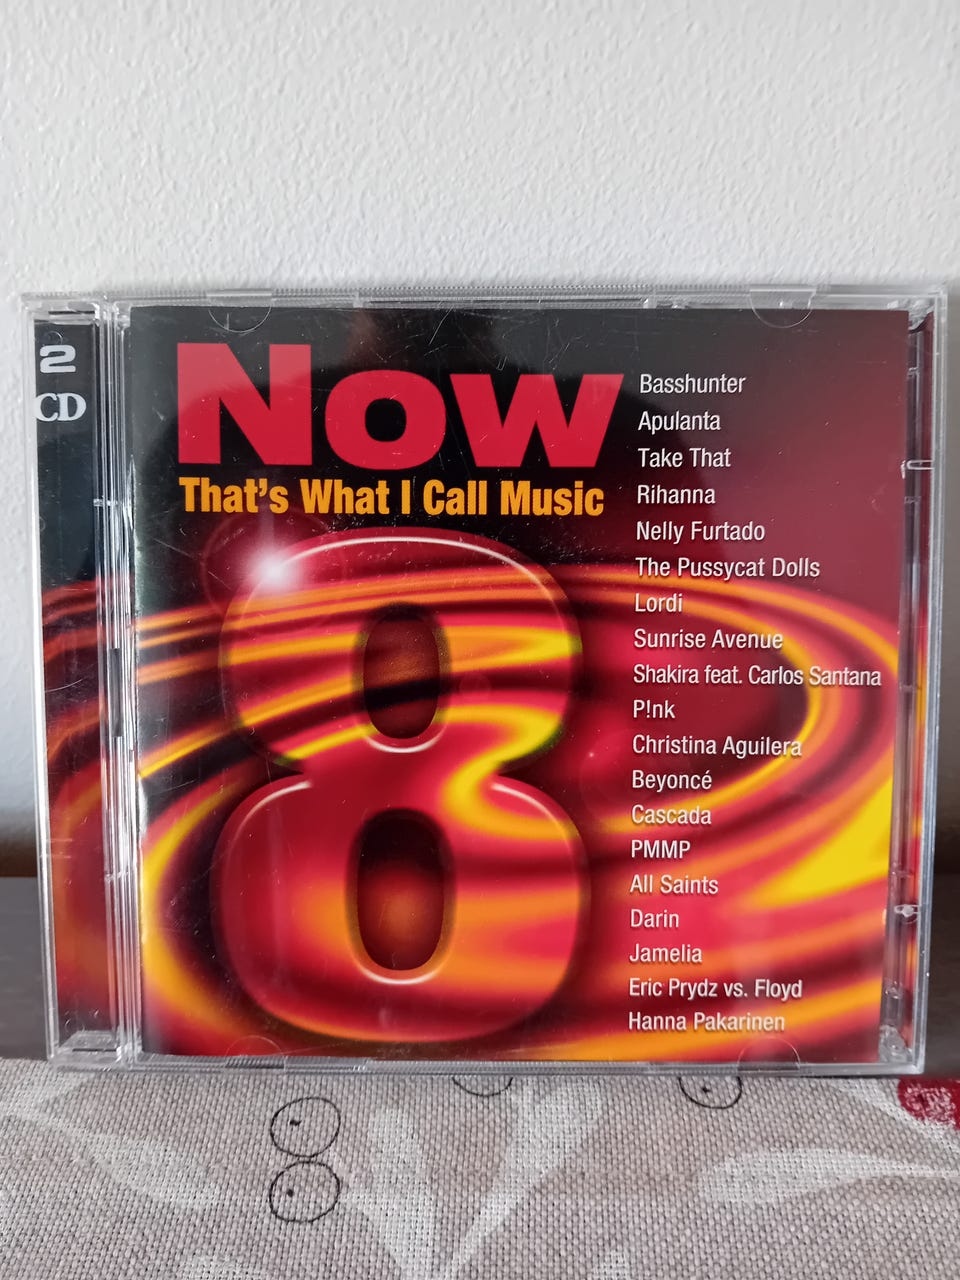 2
CD
Now
That's What I Call Music
8
Basshunter
Apulanta
Take That
Rihanna
Nelly Furtado
The Pussycat Dolls
Lordi
Sunrise Avenue
Shakira feat. Carlos Santana
P!nk
Christina Aguilera
Beyoncé
Cascada
PMMP
All Saints
Darin
Jamelia
Eric Prydz vs. Floyd
Hanna Pakarinen